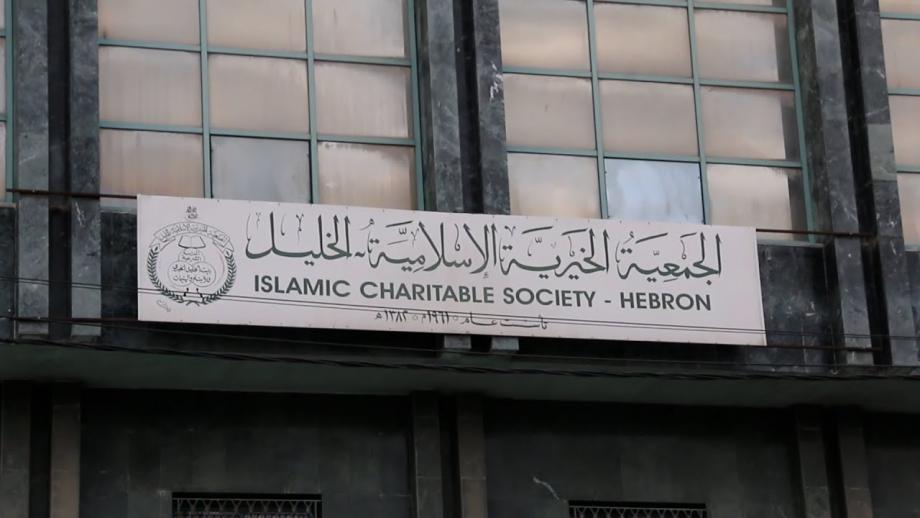 الجمعية الخيرية الإسلامية - الخليل
ISLAMIC CHARITABLE SOCIETY - HEBRON
تأسست عام ١٩٦٢م ١٣٨٢هـ